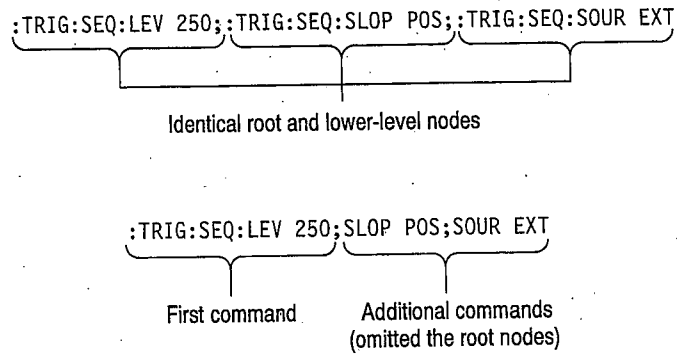 :TRIG:SEQ:LEV 250;:TRIG:SEQ:SLOP POS;:TRIG:SEQ:SOUR EXT
Identical root and lower-level nodes
:TRIG:SEQ:LEV 250;SLOP POS;SOUR EXT
First command
Additional commands
(omitted the root nodes)